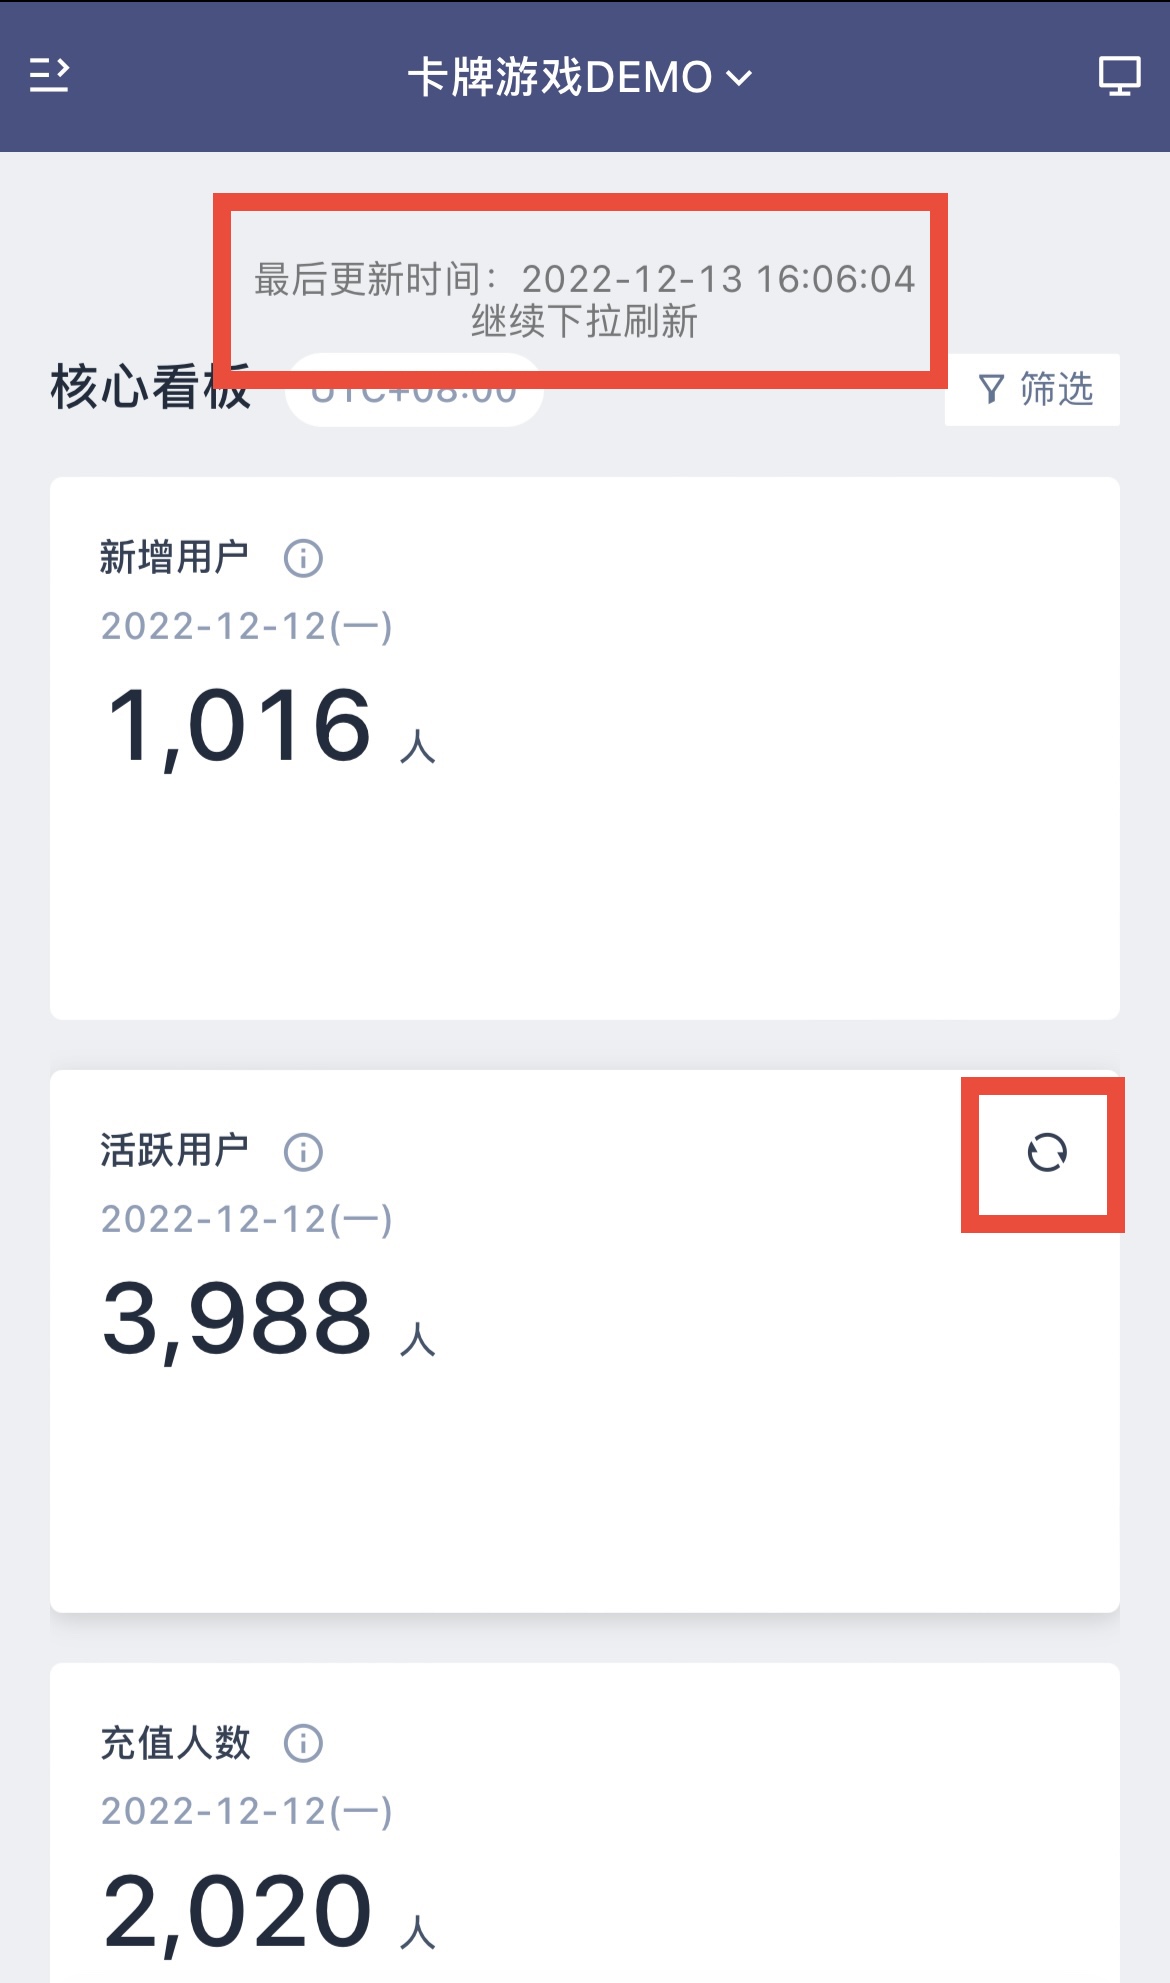 卡牌游戏DEMO
最后更新时间：2022-12-13 16:06:04
继续下拉刷新
核心看板
UTC+08:00
筛选
新增用户
2022-12-12(一)
1,016 人
活跃用户
2022-12-12(一)
3,988 人
充值人数
2022-12-12(一)
2,020 人